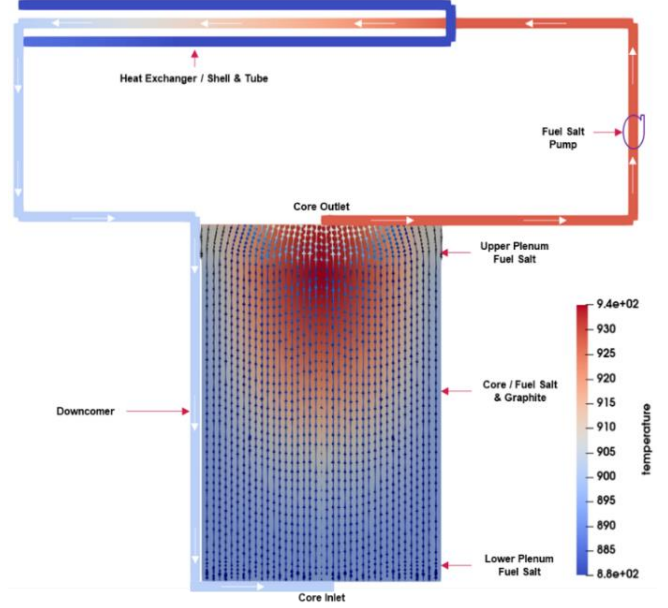 Heat Exchanger / Shell & Tube
Fuel Salt
Pump
Core Outlet
Upper Plenum
Fuel Salt
9.4e+02
930
925
920
915
910
905
900
895
890
885
8.8e+02
temperature
Core / Fuel Salt
& Graphite
Downcomer
Lower Plenum
Fuel Salt
Core Inlet